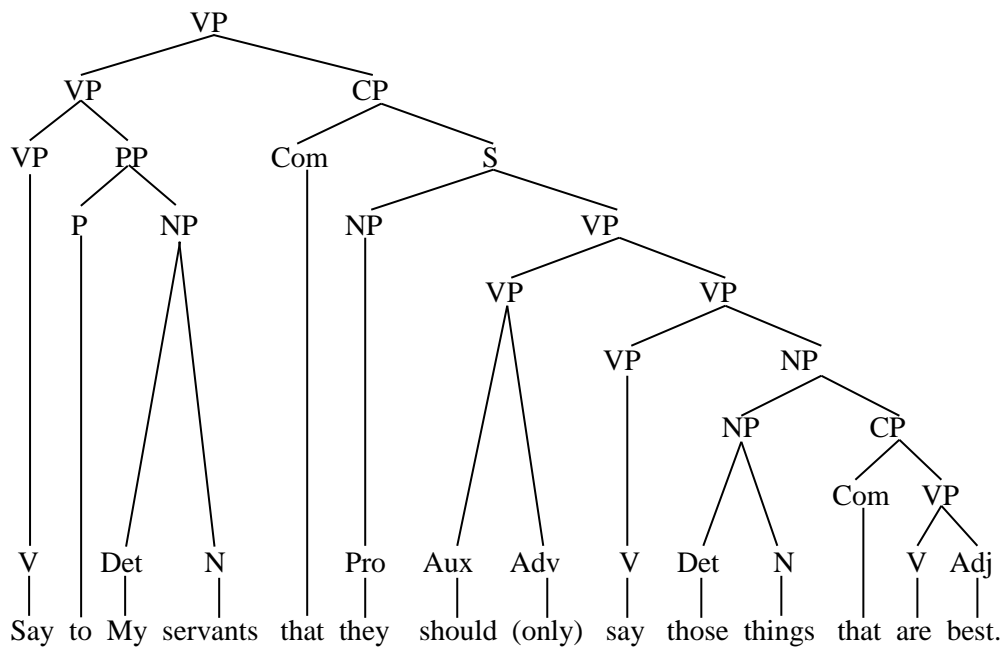 VP
VP CP
VP PP Com S
P NP NP VP
VP VP
VP NP
NP CP
Com VP
V Det N Pro Aux Adv V Det N V Adj
Say to My servants that they should (only) say those things that are best.